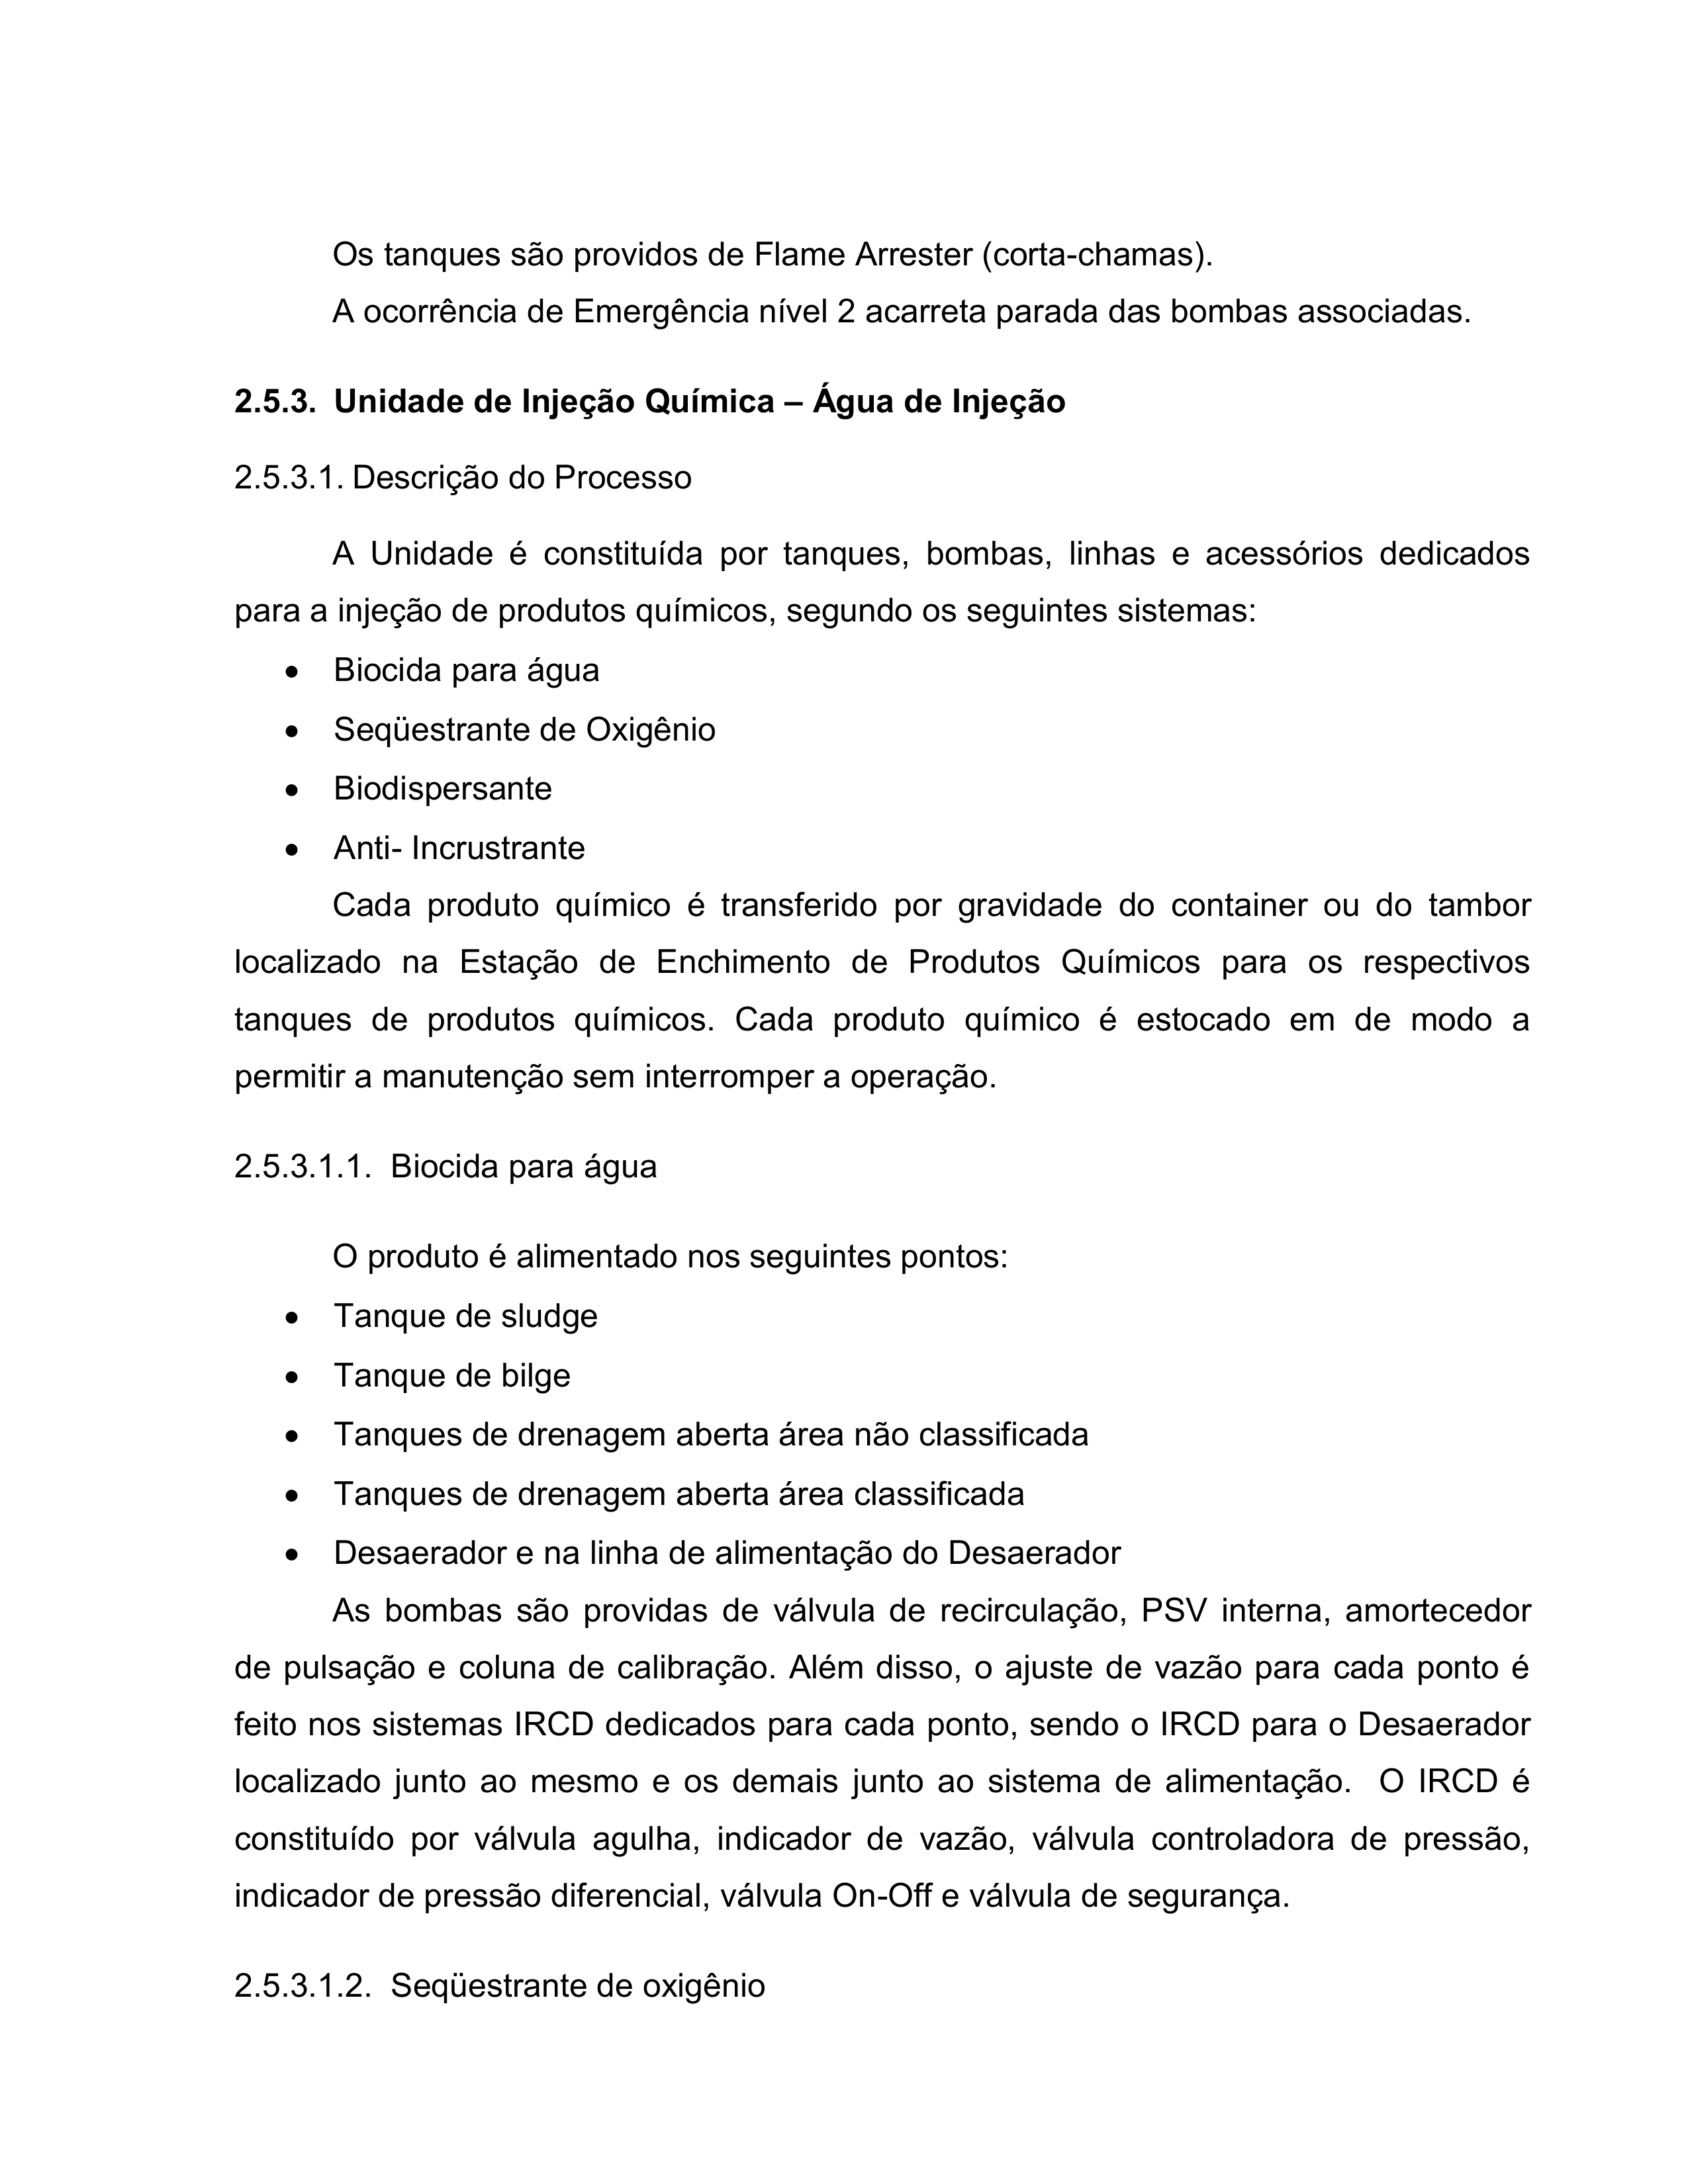 Os tanques são providos de Flame Arrester (corta-chamas).
A ocorrência de Emergência nível 2 acarreta parada das bombas associadas.
2.5.3. Unidade de Injeção Química – Água de Injeção
2.5.3.1. Descrição do Processo
A Unidade é constituída por tanques, bombas, linhas e acessórios dedicados
para a injeção de produtos químicos, segundo os seguintes sistemas:
• Biocida para água
• Seqüestrante de Oxigênio
• Biodispersante
• Anti- Incrustrante
Cada produto químico é transferido por gravidade do container ou do tambor
localizado na Estação de Enchimento de Produtos Químicos para os respectivos
tanques de produtos químicos. Cada produto químico é estocado em de modo a
permitir a manutenção sem interromper a operação.
2.5.3.1.1. Biocida para água
O produto é alimentado nos seguintes pontos:
• Tanque de sludge
• Tanque de bilge
• Tanques de drenagem aberta área não classificada
• Tanques de drenagem aberta área classificada
• Desaerador e na linha de alimentação do Desaerador
As bombas são providas de válvula de recirculação, PSV interna, amortecedor
de pulsação e coluna de calibração. Além disso, o ajuste de vazão para cada ponto é
feito nos sistemas IRCD dedicados para cada ponto, sendo o IRCD para o Desaerador
localizado junto ao mesmo e os demais junto ao sistema de alimentação.  O IRCD é
constituído por válvula agulha, indicador de vazão, válvula controladora de pressão,
indicador de pressão diferencial, válvula On-Off e válvula de segurança.
2.5.3.1.2. Seqüestrante de oxigênio